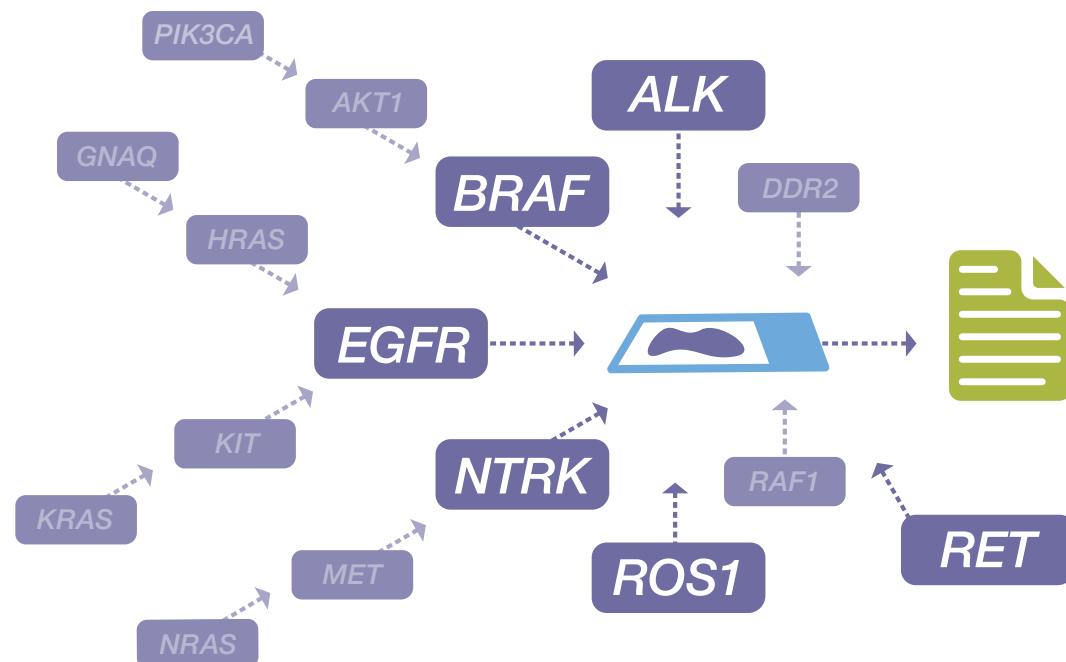 PIK3CA
ALK
AKT1
GNAQ
BRAF
DDR2
HRAS
EGFR
KIT
NTRK
RAF1
KRAS
RET
MET
ROS1
NRAS